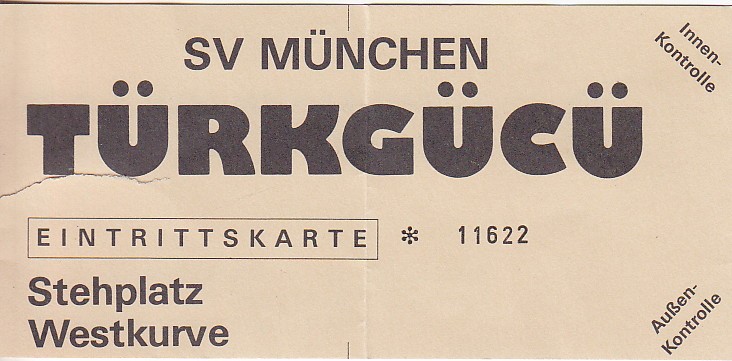 SV MÜNCHEN
TÜRKGÜCÜ
Innen-
Kontrolle
EINTRITTSKARTE * 11622
Stehplatz
Westkurve
Außen-
Kontrolle